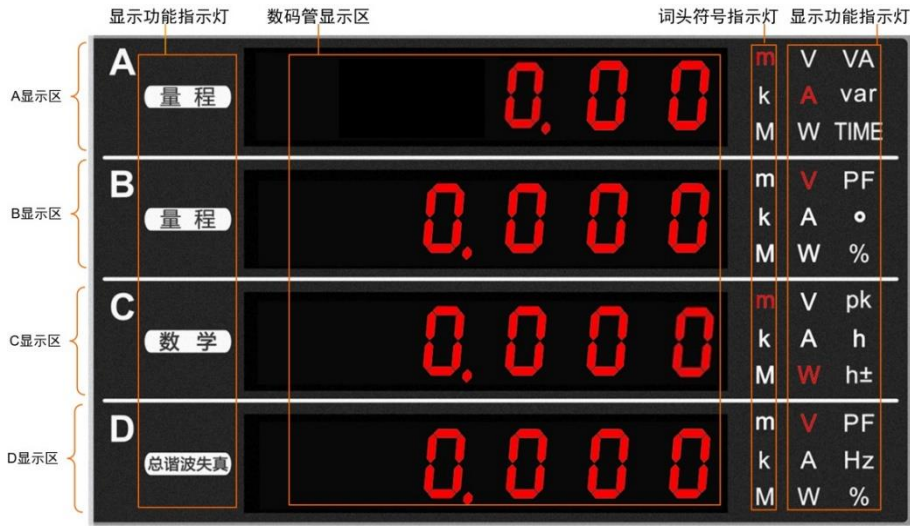 显示功能指示灯 数码管显示区 词头符号指示灯 显示功能指示灯
A显示区
A
量程
0.00
m V VA
k A var
M W TIME
B显示区
B
量程
0.000
m V PF
k A °
M W %
C显示区
C
数学
0.000
m V pk
k A h
M W h±
D显示区
D
总谐波失真
0.000
m V PF
k A Hz
M W %